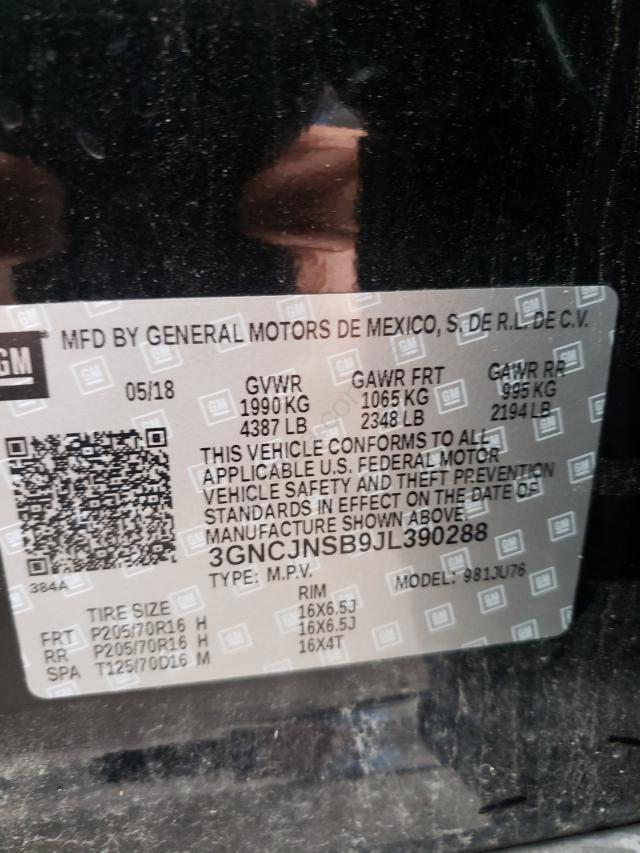 GM
MFD BY GENERAL MOTORS DE MEXICO, S. DE R.L. DE C.V.
05/18 GVWR GAWR FRT GAWR RR
1990 KG 1065 KG 995 KG
4387 LB 2348 LB 2194 LB
THIS VEHICLE CONFORMS TO ALL
APPLICABLE U.S. FEDERAL MOTOR
VEHICLE SAFETY AND THEFT PREVENTION
STANDARDS IN EFFECT ON THE DATE OF
MANUFACTURE SHOWN ABOVE.
3GNCJNSB9JL390288
384A
TYPE: M.P.V. MODEL: 981JU76
TIRE SIZE RIM
FRT P205/70R16 H 16X6.5J
RR P205/70R16 H 16X6.5J
SPA T125/70D16 M 16X4T